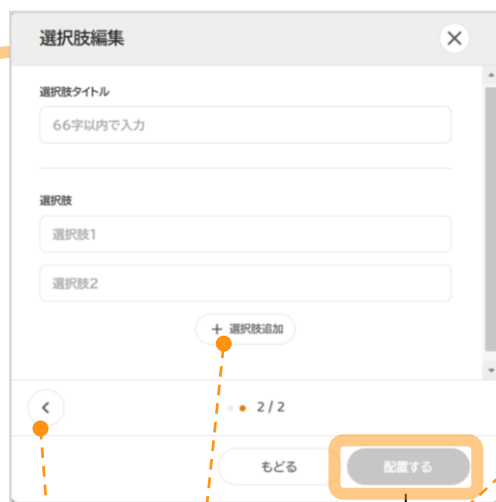 選択肢編集
選択肢タイトル
66字以内で入力
選択肢
選択肢1
選択肢2
+ 選択肢追加
2/2
もどる
配置する